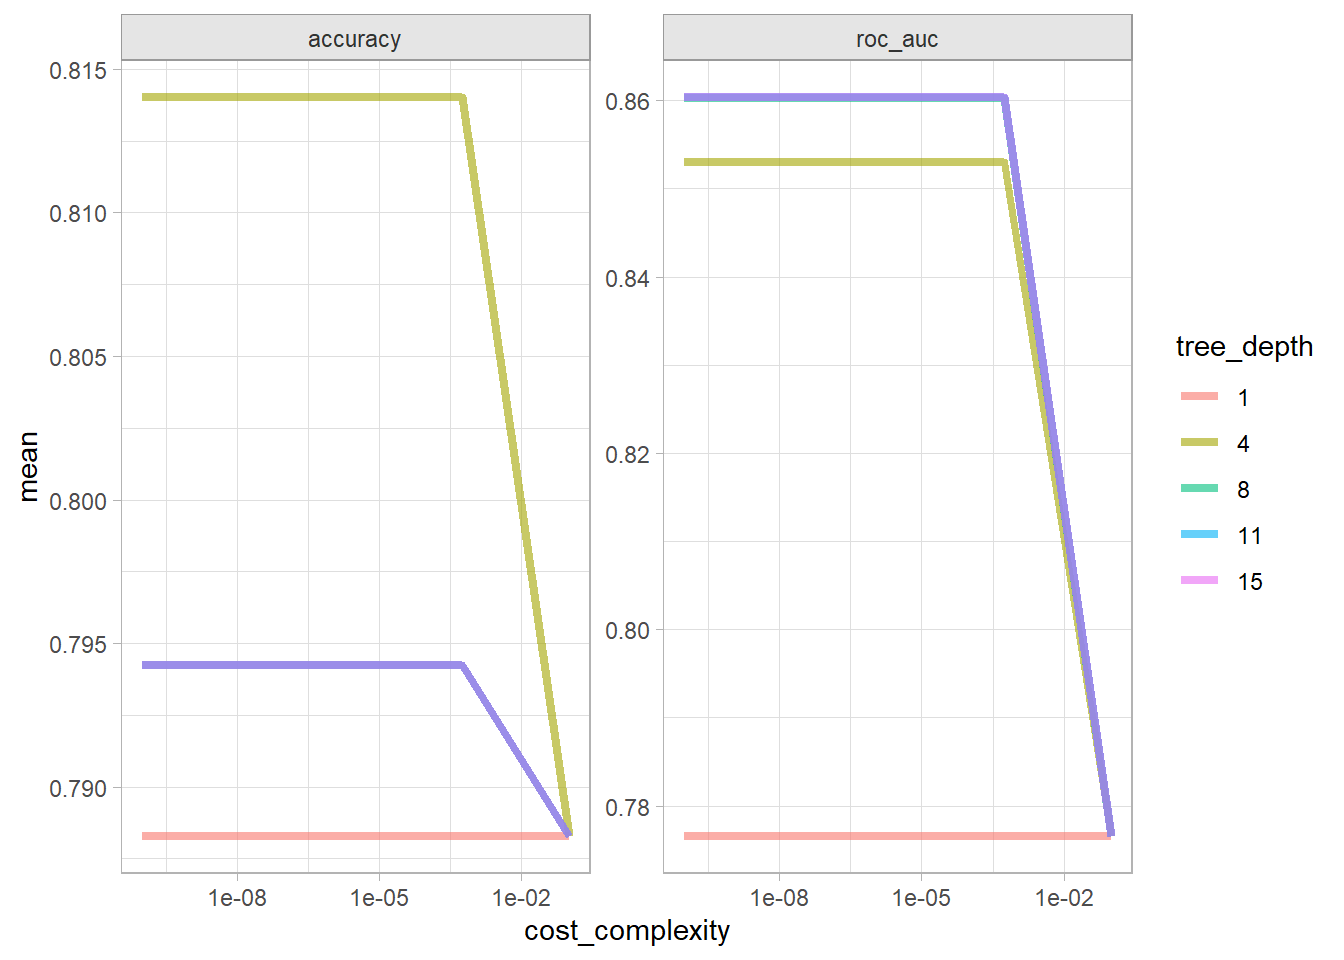 accuracy
roc_auc
0.815
0.810
0.805
0.800
0.795
0.790
0.86
0.84
0.82
0.80
0.78
mean
1e-08
1e-05
1e-02
1e-08
1e-05
1e-02
cost_complexity
tree_depth
1
4
8
11
15